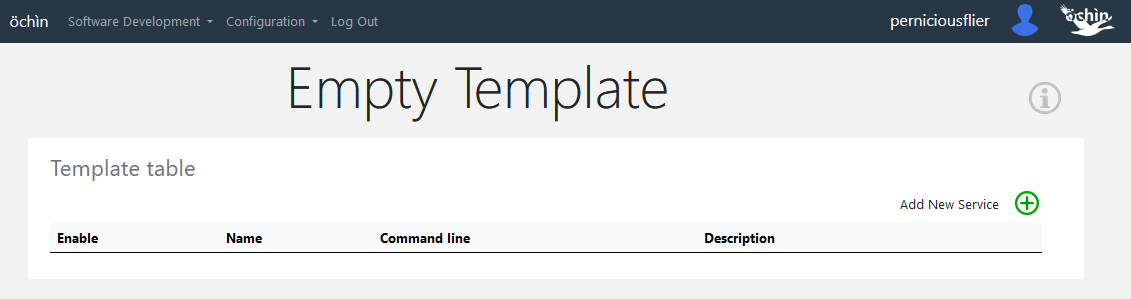 öchìn Software Development Configuration Log Out perniciousflier öchìn
Empty Template
Template table
Add New Service
Enable Name Command line Description